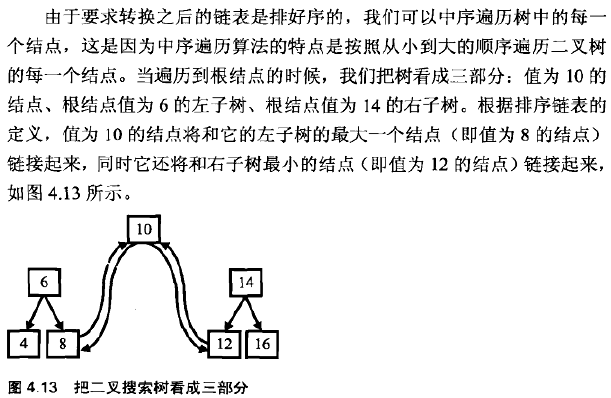 由于要求转换之后的链表是排好序的，我们可以中序遍历树中的每一
个结点，这是因为中序遍历算法的特点是按照从小到大的顺序遍历二叉树
的每一个结点。当遍历到根结点的时候，我们把树看成三部分：值为 10 的
结点、根结点值为 6 的左子树、根结点值为 14 的右子树。根据排序链表的
定义，值为 10 的结点将和它的左子树的最大一个结点（即值为 8 的结点）
链接起来，同时它还将和右子树最小的结点（即值为 12 的结点）链接起来，
如图 4.13 所示。
10
6 14
4 8 12 16
图 4.13 把二叉搜索树看成三部分